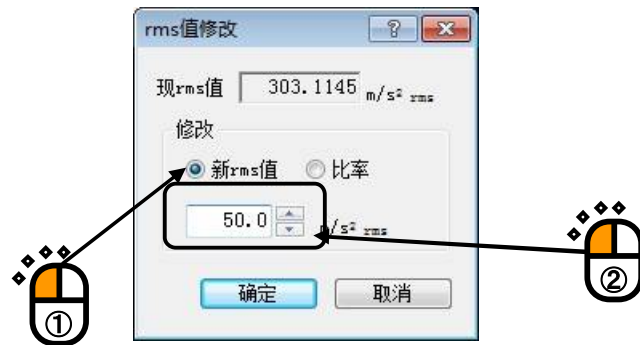 rms值修改
现rms值 303.1145 m/s² rms
修改
新rms值 比率
50.0 m/s² rms
确定 取消
①
②